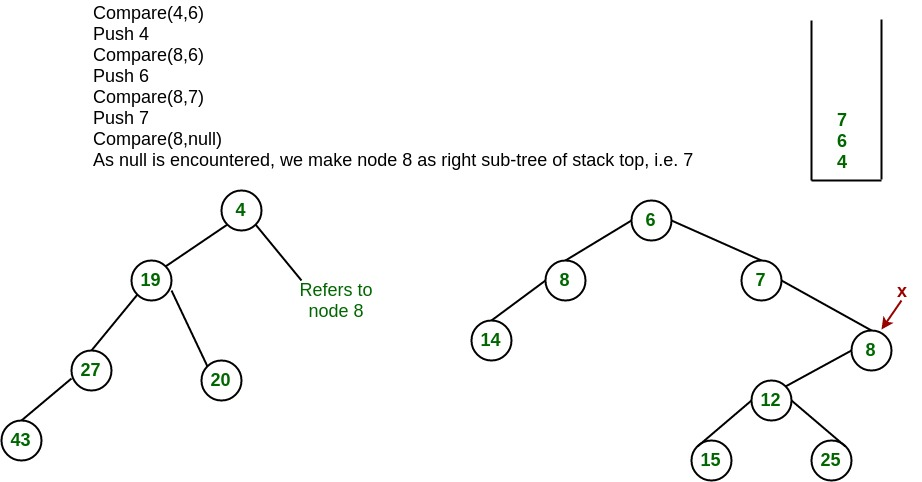 Compare(4,6)
Push 4
Compare(8,6)
Push 6
Compare(8,7)
Push 7
Compare(8,null)
As null is encountered, we make node 8 as right sub-tree of stack top, i.e. 7
7
6
4
4
19
Refers to
node 8
27
20
43
6
8
7
x
14
8
12
15
25